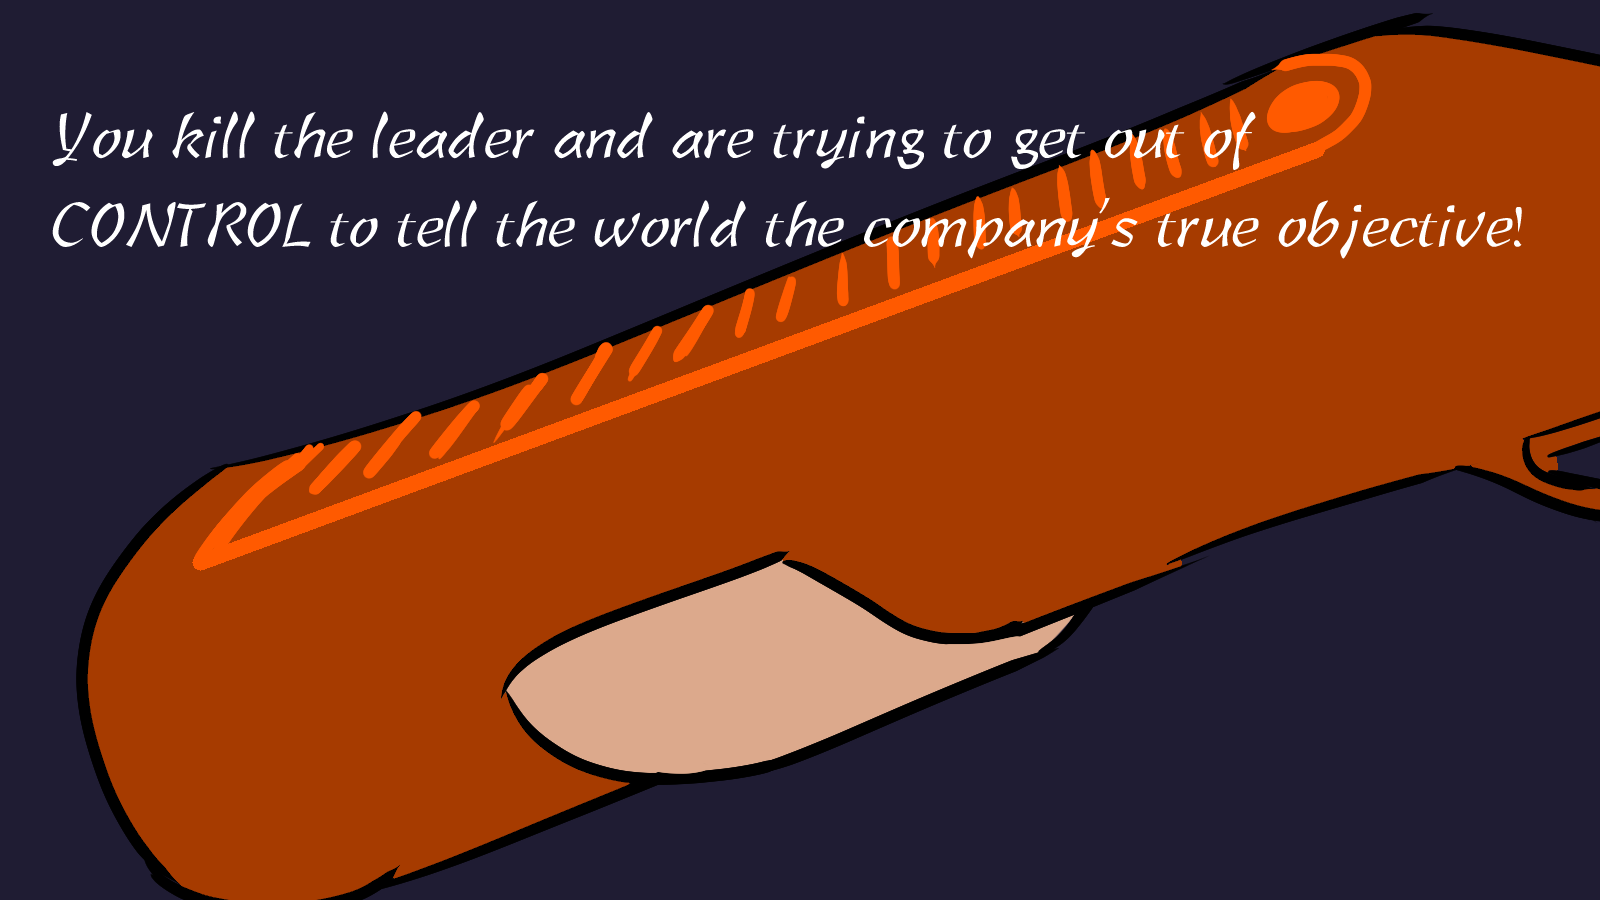 You kill the leader and are trying to get out of
CONTROL to tell the world the company's true objective!